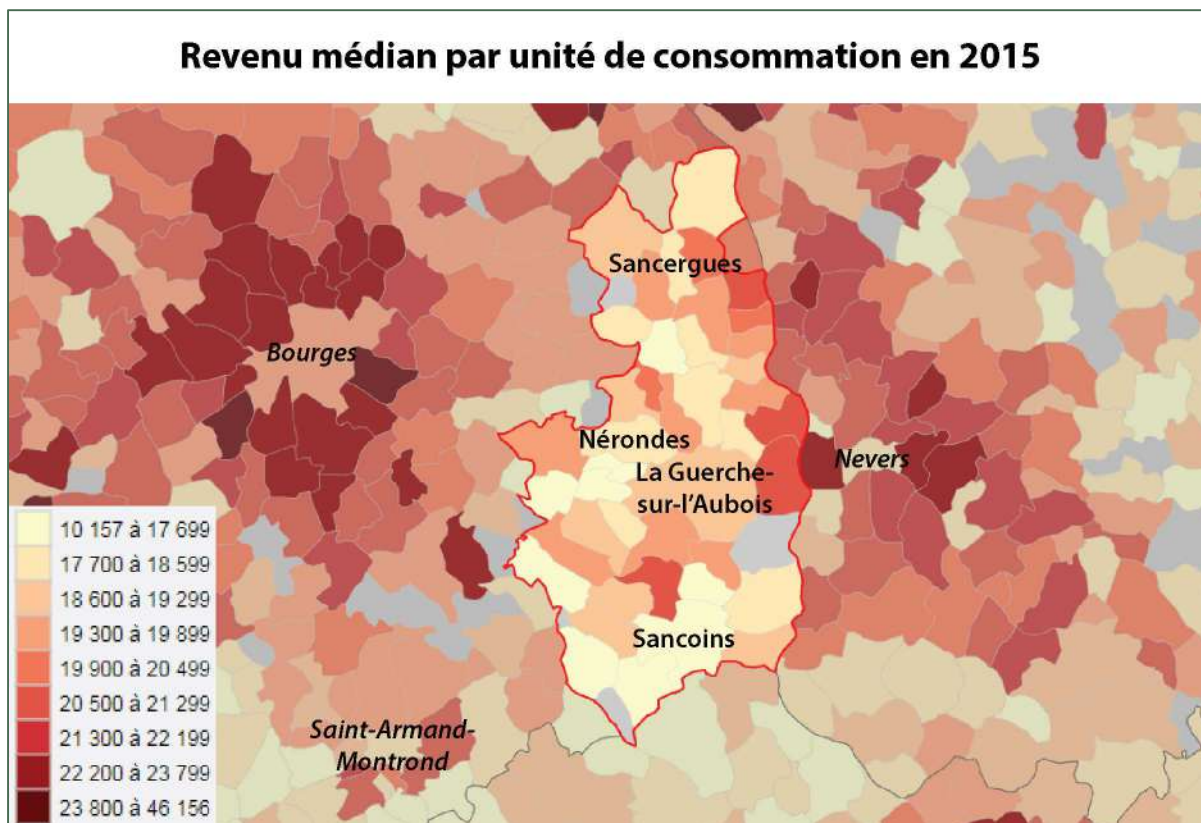 Revenu médian par unité de consommation en 2015
Sancergues
Bourges
Nérondes
La Guerche-
sur-l'Aubois
Nevers
Sancoins
Saint-Armand-
Montrond
10 157 à 17 699
17 700 à 18 599
18 600 à 19 299
19 300 à 19 899
19 900 à 20 499
20 500 à 21 299
21 300 à 22 199
22 200 à 23 799
23 800 à 46 156